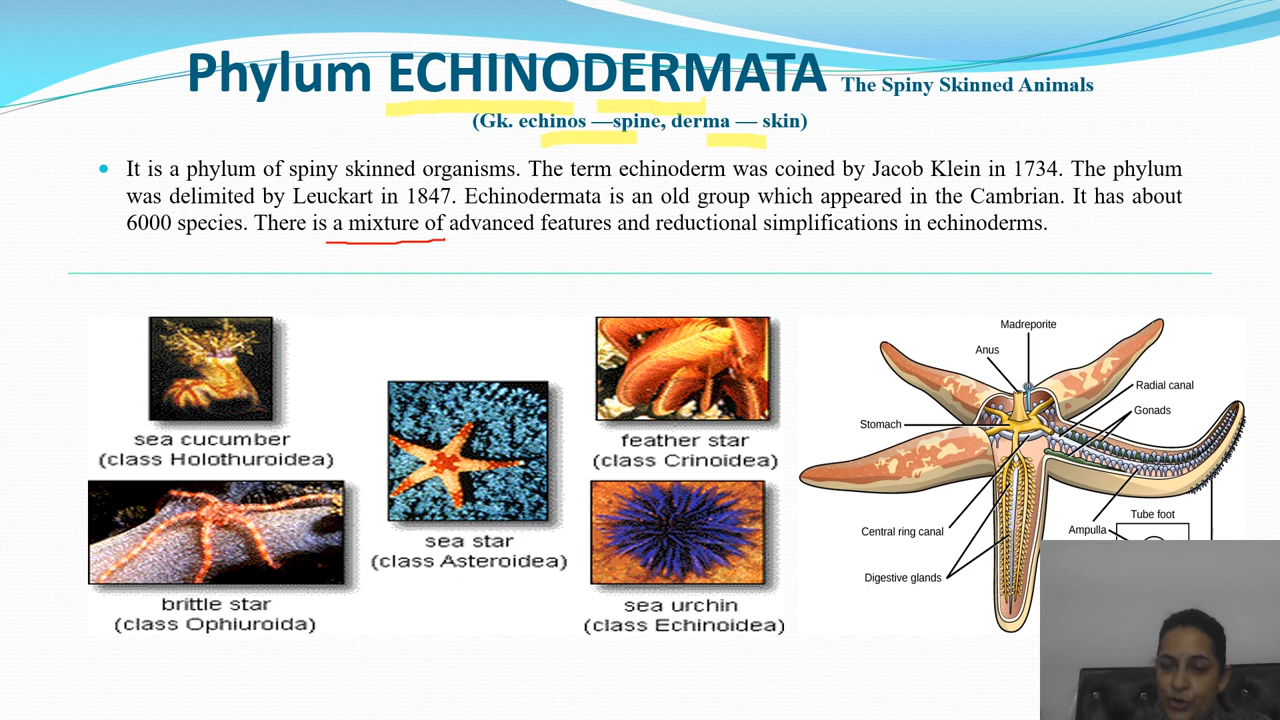 Phylum ECHINODERMATA The Spiny Skinned Animals
(Gk. echinos —spine, derma — skin)
It is a phylum of spiny skinned organisms. The term echinoderm was coined by Jacob Klein in 1734. The phylum
was delimited by Leuckart in 1847. Echinodermata is an old group which appeared in the Cambrian. It has about
6000 species. There is a mixture of advanced features and reductional simplifications in echinoderms.
sea cucumber
(class Holothuroidea)
brittle star
(class Ophiuroida)
sea star
(class Asteroidea)
feather star
(class Crinoidea)
sea urchin
(class Echinoidea)
Madreporite
Anus
Radial canal
Gonads
Stomach
Tube foot
Central ring canal
Ampulla
Digestive glands